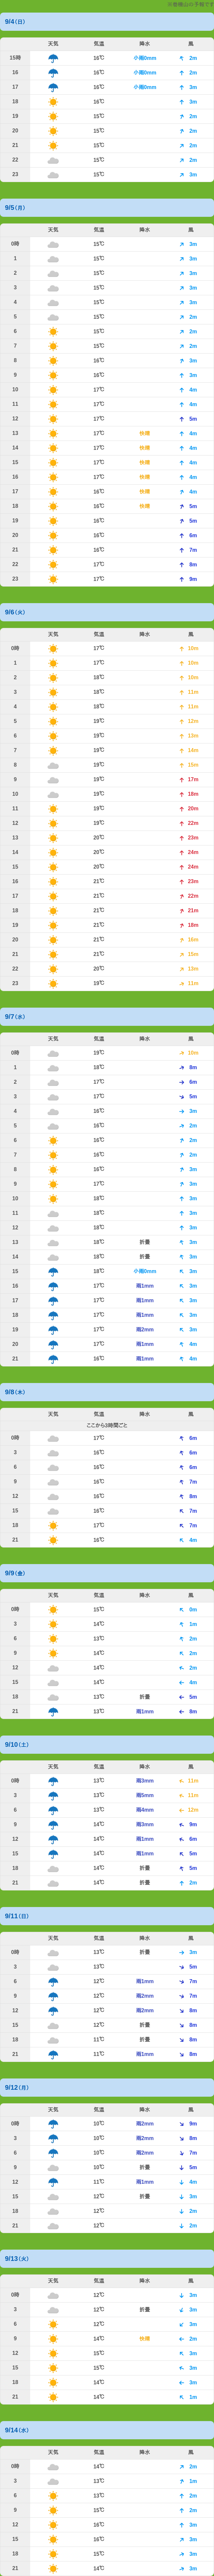 ※岩綿山の予報です
9/4(日)
天気 気温 降水 風
15時 16℃ 小雨0mm 2m
16 16℃ 小雨0mm 2m
17 16℃ 小雨0mm 3m
18 16℃ 3m
19 15℃ 2m
20 15℃ 2m
21 15℃ 2m
22 15℃ 2m
23 15℃ 3m
9/5(月)
天気 気温 降水 風
0時 15℃ 3m
1 15℃ 3m
2 15℃ 3m
3 15℃ 3m
4 15℃ 3m
5 15℃ 2m
6 15℃ 2m
7 15℃ 2m
8 16℃ 3m
9 16℃ 3m
10 17℃ 4m
11 17℃ 4m
12 17℃ 5m
13 17℃ 快晴 4m
14 17℃ 快晴 4m
15 17℃ 快晴 4m
16 17℃ 快晴 4m
17 16℃ 快晴 4m
18 16℃ 快晴 5m
19 16℃ 5m
20 16℃ 6m
21 16℃ 7m
22 17℃ 8m
23 17℃ 9m
9/6(火)
天気 気温 降水 風
0時 17℃ 10m
1 17℃ 10m
2 18℃ 10m
3 18℃ 11m
4 18℃ 11m
5 19℃ 12m
6 19℃ 13m
7 19℃ 14m
8 19℃ 15m
9 19℃ 17m
10 19℃ 18m
11 19℃ 20m
12 19℃ 22m
13 20℃ 23m
14 20℃ 24m
15 20℃ 24m
16 21℃ 23m
17 21℃ 22m
18 21℃ 21m
19 21℃ 18m
20 21℃ 16m
21 21℃ 15m
22 20℃ 13m
23 19℃ 11m
9/7(水)
天気 気温 降水 風
0時 19℃ 10m
1 18℃ 8m
2 17℃ 6m
3 17℃ 5m
4 16℃ 3m
5 16℃ 2m
6 16℃ 2m
7 16℃ 2m
8 16℃ 3m
9 17℃ 3m
10 18℃ 3m
11 18℃ 3m
12 18℃ 3m
13 18℃ 折畳 3m
14 18℃ 折畳 3m
15 18℃ 小雨0mm 3m
16 17℃ 雨1mm 3m
17 17℃ 雨1mm 3m
18 17℃ 雨1mm 3m
19 17℃ 雨2mm 3m
20 17℃ 雨1mm 4m
21 16℃ 雨1mm 4m
9/8(木)
天気 気温 降水 風
ここから3時間ごと
0時 17℃ 6m
3 16℃ 6m
6 16℃ 6m
9 16℃ 7m
12 16℃ 8m
15 16℃ 7m
18 17℃ 7m
21 16℃ 4m
9/9(金)
天気 気温 降水 風
0時 15℃ 0m
3 14℃ 1m
6 13℃ 2m
9 14℃ 2m
12 14℃ 2m
15 14℃ 4m
18 13℃ 折畳 5m
21 13℃ 雨1mm 8m
9/10(土)
天気 気温 降水 風
0時 13℃ 雨3mm 11m
3 13℃ 雨5mm 11m
6 13℃ 雨4mm 12m
9 14℃ 雨3mm 9m
12 14℃ 雨1mm 6m
15 14℃ 雨1mm 5m
18 14℃ 折畳 5m
21 14℃ 折畳 2m
9/11(日)
天気 気温 降水 風
0時 13℃ 折畳 3m
3 13℃ 5m
6 12℃ 雨1mm 7m
9 12℃ 雨2mm 7m
12 12℃ 雨2mm 8m
15 12℃ 折畳 8m
18 11℃ 折畳 8m
21 11℃ 雨1mm 8m
9/12(月)
天気 気温 降水 風
0時 10℃ 雨2mm 9m
3 10℃ 雨2mm 8m
6 10℃ 雨2mm 7m
9 10℃ 折畳 5m
12 11℃ 雨1mm 4m
15 12℃ 折畳 3m
18 12℃ 2m
21 12℃ 2m
9/13(火)
天気 気温 降水 風
0時 12℃ 3m
3 12℃ 折畳 3m
6 12℃ 3m
9 14℃ 快晴 2m
12 15℃ 3m
15 15℃ 3m
18 14℃ 3m
21 14℃ 1m
9/14(水)
天気 気温 降水 風
0時 14℃ 2m
3 13℃ 1m
6 13℃ 2m
9 15℃ 2m
12 16℃ 3m
15 16℃ 3m
18 15℃ 3m
21 14℃ 3m